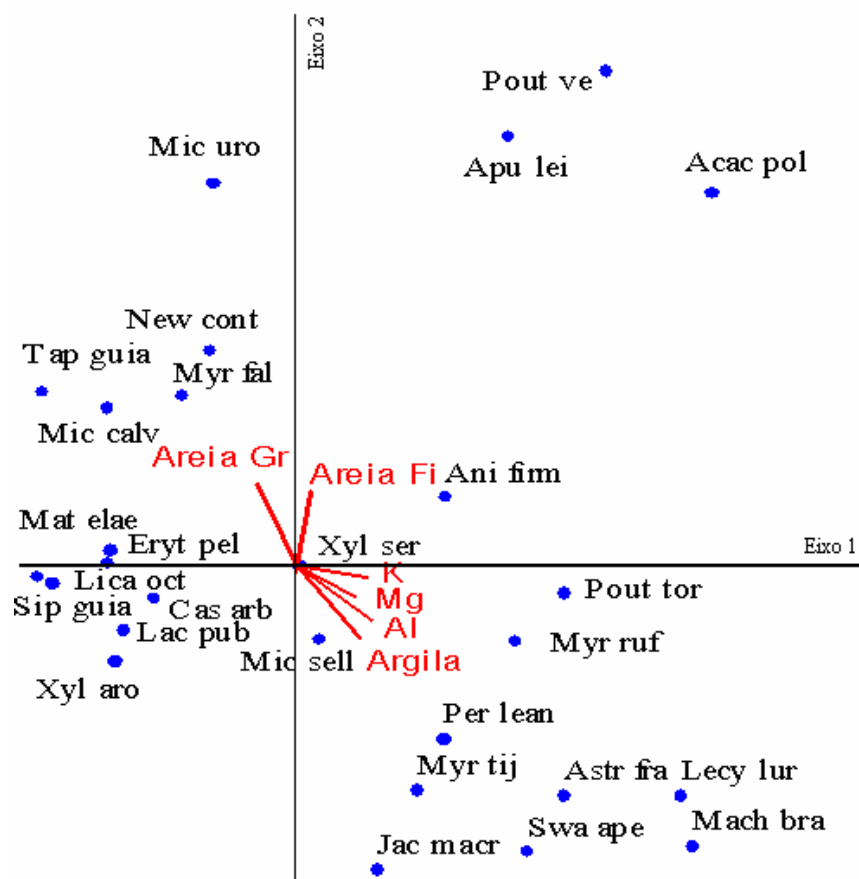 Eixo 2
Pout ve
Apu lei
Acac pol
Mic uro
New cont
Tap guia
Myr fal
Mic calv
Areia Gr
Areia Fi
Ani firm
Mat elae
Eryt pel
Xyl ser
Eixo 1
K
Lica oct
Sip guia
Cas arb
Mg
Pout tor
Lac pub
Al
Mic sell
Argila
Myr ruf
Xyl aro
Per lean
Myr tij
Astr fra
Lecy lur
Swa ape
Mach bra
Jac macr